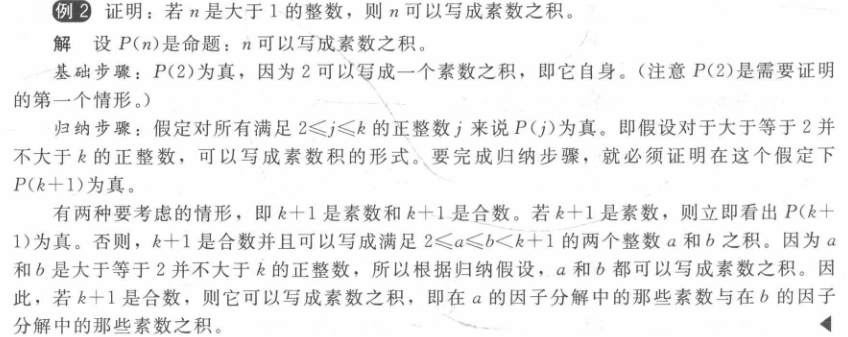 例2 证明：若 n 是大于 1 的整数，则 n 可以写成素数之积。
解 设 P(n)是命题：n 可以写成素数之积。
基础步骤：P(2)为真，因为 2 可以写成一个素数之积，即它自身。(注意 P(2)是需要证明
的第一个情形。)
归纳步骤：假定对所有满足 2≤j≤k 的正整数 j 来说 P(j)为真。即假设对于大于等于 2 并
不大于 k 的正整数，可以写成素数积的形式。要完成归纳步骤，就必须证明在这个假定下
P(k+1)为真。
有两种要考虑的情形，即 k+1 是素数和 k+1 是合数。若 k+1 是素数，则立即看出 P(k+
1)为真。否则，k+1 是合数并且可以写成满足 2≤a≤b<k+1 的两个整数 a 和 b 之积。因为 a
和 b 是大于等于 2 并不大于 k 的正整数，所以根据归纳假设，a 和 b 都可以写成素数之积。因
此，若 k+1 是合数，则它可以写成素数之积，即在 a 的因子分解中的那些素数与在 b 的因子
分解中的那些素数之积。